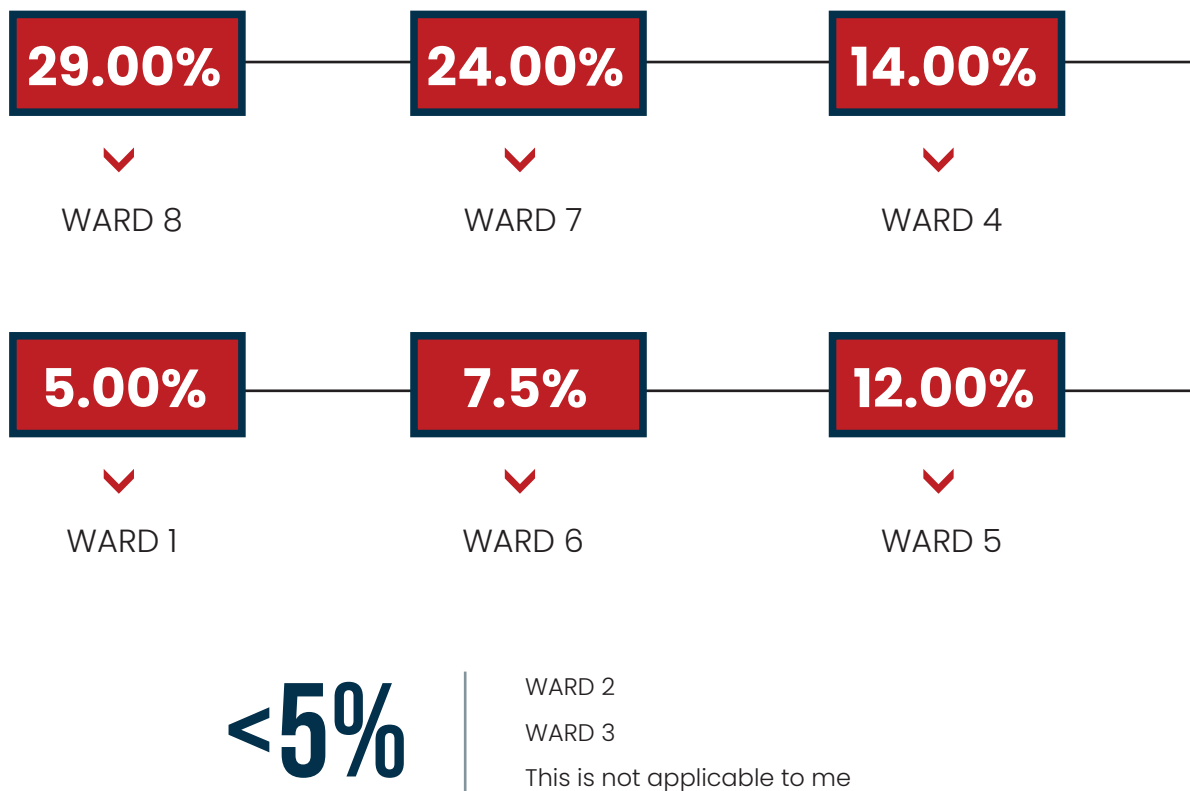 29.00% 24.00% 14.00%
WARD 8 WARD 7 WARD 4
5.00% 7.5% 12.00%
WARD 1 WARD 6 WARD 5
<5%
WARD 2
WARD 3
This is not applicable to me